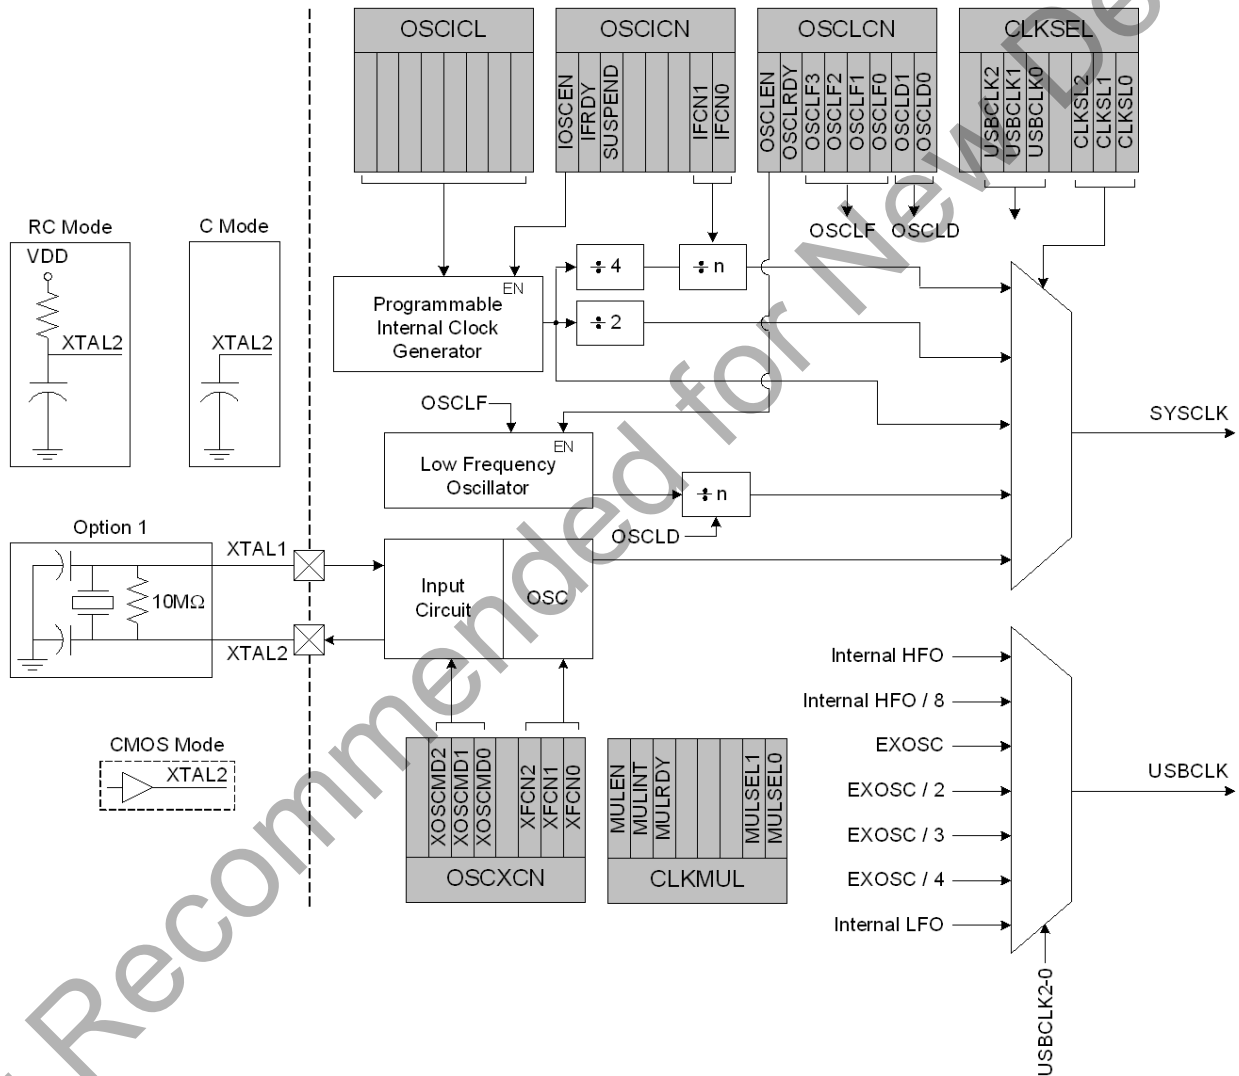 OSCICL
OSCICN
OSCLCN
CLKSEL
IOSCEN
IFRDY
SUSPEND
IFCN1
IFCN0
OSCLEN
OSCLRDY
OSCLF3
OSCLF2
OSCLF1
OSCLF0
OSCLD1
OSCLD0
USBCLK2
USBCLK1
USBCLK0
CLKSL2
CLKSL1
CLKSL0
RC Mode
VDD
XTAL2
C Mode
XTAL2
OSCLF
OSCLD
EN
Programmable
Internal Clock
Generator
÷ 4
÷ n
÷ 2
OSCLF
EN
Low Frequency
Oscillator
÷ n
OSCLD
SYSCLK
Option 1
XTAL1
10MΩ
XTAL2
Input
Circuit
OSC
CMOS Mode
XTAL2
XOSCMD2
XOSCMD1
XOSCMD0
XFCN2
XFCN1
XFCN0
OSCXCN
MULEN
MULINT
MULRDY
MULSEL1
MULSEL0
CLKMUL
Internal HFO
Internal HFO / 8
EXOSC
EXOSC / 2
EXOSC / 3
EXOSC / 4
Internal LFO
USBCLK
USBCLK2-0
Recommended for New De